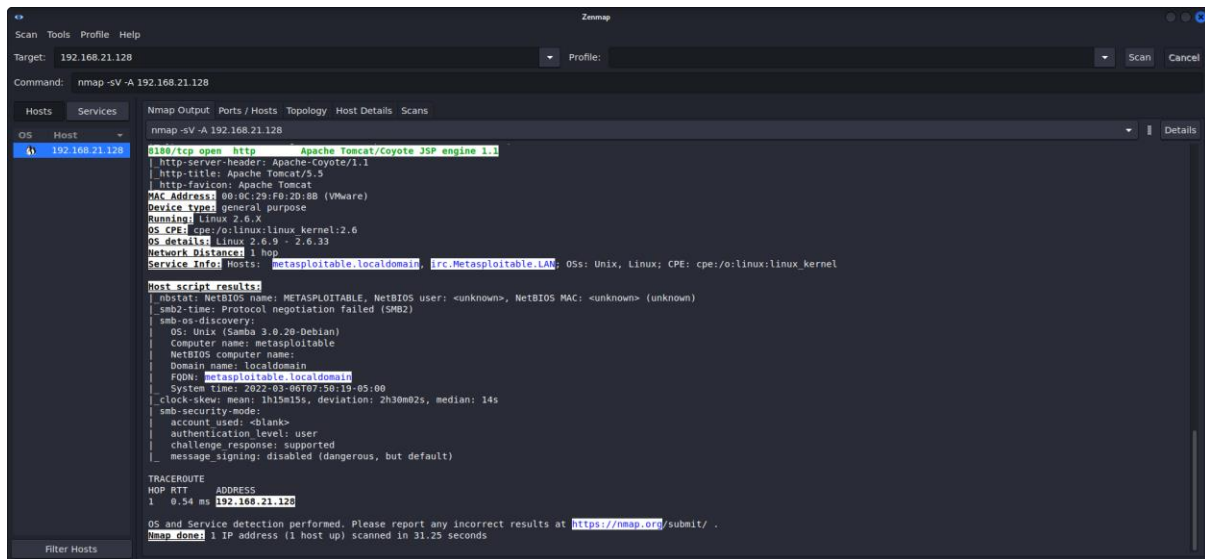 Zenmap
Scan Tools Profile Help
Target: 192.168.21.128 Profile: Scan Cancel
Command: nmap -sV -A 192.168.21.128
Hosts Services
OS Host
192.168.21.128
Filter Hosts
Nmap Output Ports / Hosts Topology Host Details Scans
nmap -sV -A 192.168.21.128 Details
8180/tcp open http Apache Tomcat/Coyote JSP engine 1.1
|_http-server-header: Apache-Coyote/1.1
|_http-title: Apache Tomcat/5.5
|_http-favicon: Apache Tomcat
MAC Address: 00:0C:29:F0:2D:8B (VMware)
Device type: general purpose
Running: Linux 2.6.X
OS CPE: cpe:/o:linux:linux_kernel:2.6
OS details: Linux 2.6.9 - 2.6.33
Network Distance: 1 hop
Service Info: Hosts: metasploitable.localdomain, irc.Metasploitable.LAN; OSs: Unix, Linux; CPE: cpe:/o:linux:linux_kernel
Host script results:
|_nbstat: NetBIOS name: METASPLOITABLE, NetBIOS user: <unknown>, NetBIOS MAC: <unknown> (unknown)
|_smb2-time: Protocol negotiation failed (SMB2)
| smb-os-discovery:
| OS: Unix (Samba 3.0.20-Debian)
| Computer name: metasploitable
| NetBIOS computer name:
| Domain name: localdomain
| FQDN: metasploitable.localdomain
|_ System time: 2022-03-06T07:50:19-05:00
|_clock-skew: mean: 1h15m15s, deviation: 2h30m02s, median: 14s
| smb-security-mode:
| account_used: <blank>
| authentication_level: user
| challenge_response: supported
|_ message_signing: disabled (dangerous, but default)
TRACEROUTE
HOP RTT ADDRESS
1 0.54 ms 192.168.21.128
OS and Service detection performed. Please report any incorrect results at https://nmap.org/submit/ .
Nmap done: 1 IP address (1 host up) scanned in 31.25 seconds